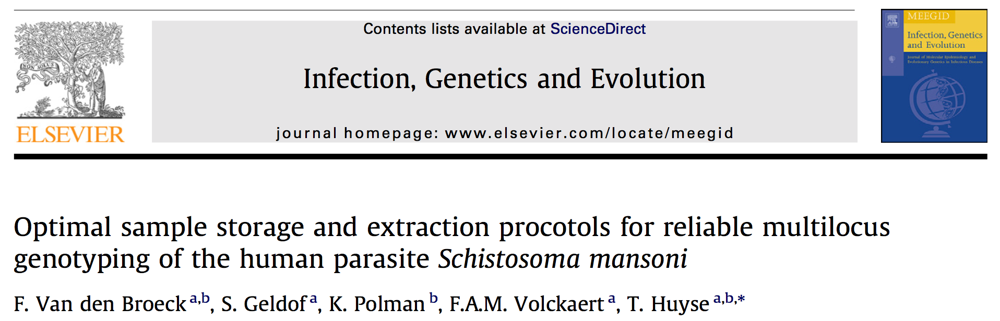 Contents lists available at ScienceDirect
Infection, Genetics and Evolution
journal homepage: www.elsevier.com/locate/meegid
NON SOLUS
ELSEVIER
MEEGID
Infection, Genetics
and Evolution
Journal of Molecular Epidemiology and
Evolutionary Genetics in Infectious Diseases
Optimal sample storage and extraction procotols for reliable multilocus
genotyping of the human parasite Schistosoma mansoni
F. Van den Broeck a,b, S. Geldof a, K. Polman b, F.A.M. Volckaert a, T. Huyse a,b,*